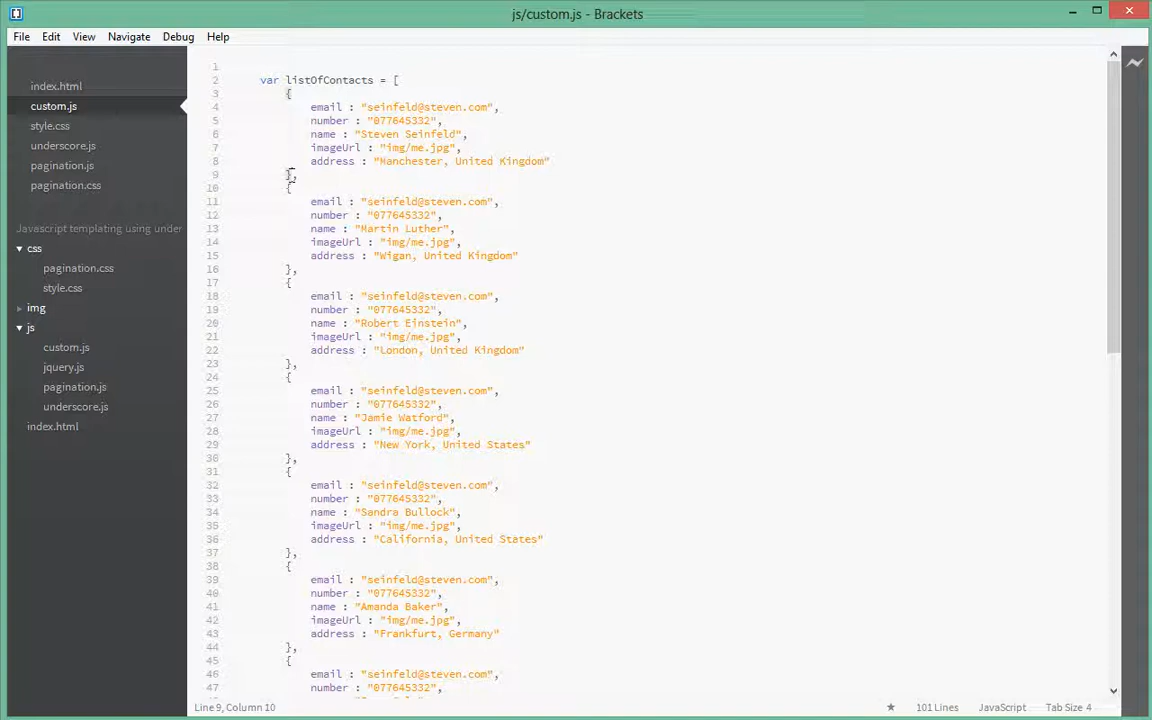 js/custom.js - Brackets
File Edit View Navigate Debug Help
index.html
custom.js
style.css
underscore.js
pagination.js
pagination.css
Javascript templating using under
css
pagination.css
style.css
img
js
custom.js
jquery.js
pagination.js
underscore.js
index.html
1
2 var listOfContacts = [
3 {
4 email : "seinfeld@steven.com",
5 number : "077645332",
6 name : "Steven Seinfeld",
7 imageUrl : "img/me.jpg",
8 address : "Manchester, United Kingdom"
9 },
10 {
11 email : "seinfeld@steven.com",
12 number : "077645332",
13 name : "Martin Luther",
14 imageUrl : "img/me.jpg",
15 address : "Wigan, United Kingdom"
16 },
17 {
18 email : "seinfeld@steven.com",
19 number : "077645332",
20 name : "Robert Einstein",
21 imageUrl : "img/me.jpg",
22 address : "London, United Kingdom"
23 },
24 {
25 email : "seinfeld@steven.com",
26 number : "077645332",
27 name : "Jamie Watford",
28 imageUrl : "img/me.jpg",
29 address : "New York, United States"
30 },
31 {
32 email : "seinfeld@steven.com",
33 number : "077645332",
34 name : "Sandra Bullock",
35 imageUrl : "img/me.jpg",
36 address : "California, United States"
37 },
38 {
39 email : "seinfeld@steven.com",
40 number : "077645332",
41 name : "Amanda Baker",
42 imageUrl : "img/me.jpg",
43 address : "Frankfurt, Germany"
44 },
45 {
46 email : "seinfeld@steven.com",
47 number : "077645332",
Line 9, Column 10
101 Lines JavaScript Tab Size 4